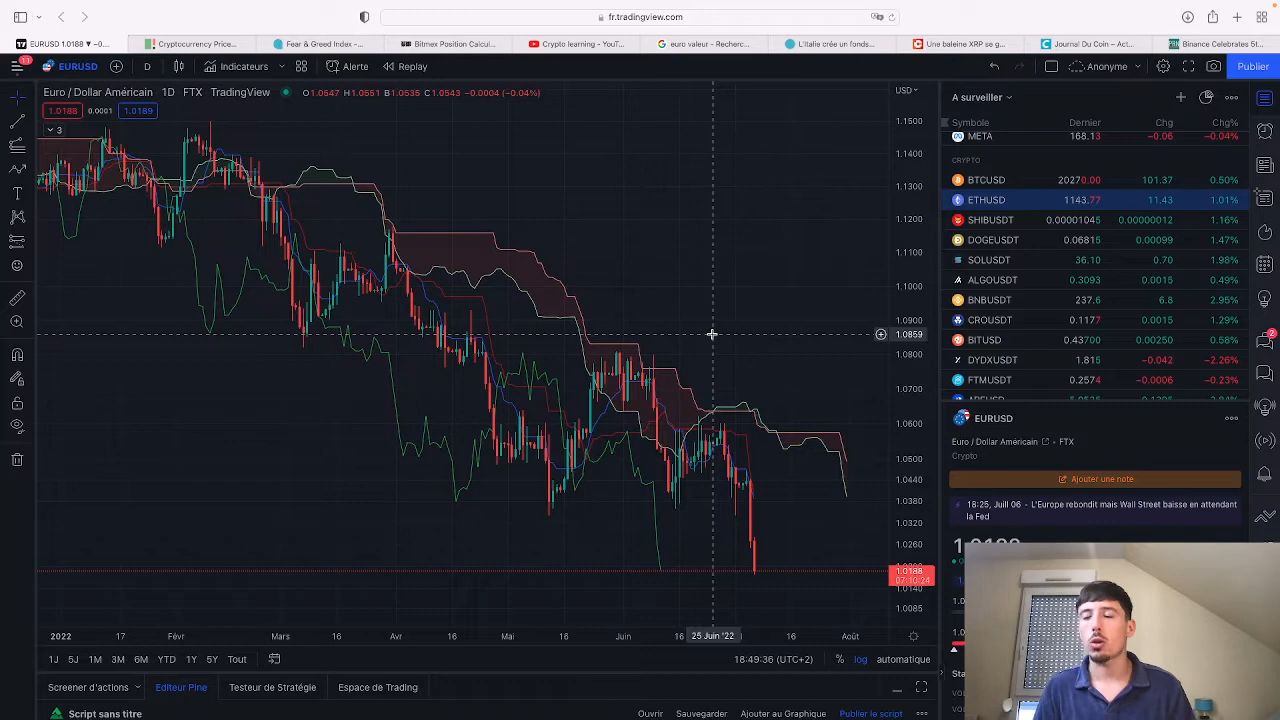 fr.tradingview.com
EURUSD 1.0188 ▼ −0...
Cryptocurrency Price...
Fear & Greed Index -...
Bitmex Position Calcul...
Crypto learning - YouT...
euro valeur - Recherc...
L'Italie crée un fonds...
Une baleine XRP se g...
Journal Du Coin – Act...
Binance Celebrates 5t...
11
EURUSD
D
Indicateurs
Alerte
Replay
Anonyme
Publier
Euro / Dollar Américain 1D FTX TradingView O1.0547 H1.0551 B1.0535 C1.0543 −0.0004 (−0.04%)
1.0188 0.0001 1.0189
3
USD
1.1500
1.1400
1.1300
1.1200
1.1100
1.1000
1.0900
1.0859
1.0800
1.0700
1.0600
1.0500
1.0440
1.0380
1.0320
1.0260
1.0188
07:10:24
1.0140
1.0085
2022 17 Févr Mars 16 Avr 16 Mai 16 Juin 16 25 Juin '22 16 Août
1J 5J 1M 3M 6M YTD 1Y 5Y Tout
18:49:36 (UTC+2) % log automatique
Screener d'actions Editeur Pine Testeur de Stratégie Espace de Trading
Script sans titre
Ouvrir Sauvegarder Ajouter au Graphique Publier le script
A surveiller
Symbole Dernier Chg Chg%
META 168.13 −0.06 −0.04%
CRYPTO
BTCUSD 20270.00 101.37 0.50%
ETHUSD 1143.77 11.43 1.01%
SHIBUSDT 0.00001045 0.00000012 1.16%
DOGEUSDT 0.06815 0.00099 1.47%
SOLUSDT 36.10 0.70 1.98%
ALGOUSDT 0.3093 0.0015 0.49%
BNBUSDT 237.6 6.8 2.95%
CROUSDT 0.1177 0.0015 1.29%
BITUSD 0.43700 0.00250 0.58%
DYDXUSDT 1.815 −0.042 −2.26%
FTMUSDT 0.2574 −0.0006 −0.23%
2
EURUSD
Euro / Dollar Américain • FTX
Crypto
Ajouter une note
18:25, Juill 06 - L'Europe rebondit mais Wall Street baisse en attendant
la Fed